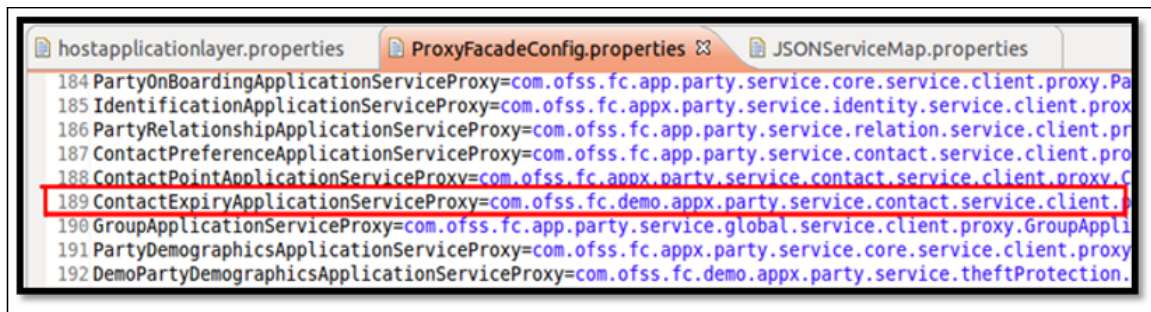 hostapplicationlayer.properties ProxyFacadeConfig.properties JSONServiceMap.properties
184 PartyOnBoardingApplicationServiceProxy=com.ofss.fc.app.party.service.core.service.client.proxy.Pa
185 IdentificationApplicationServiceProxy=com.ofss.fc.appx.party.service.identity.service.client.prox
186 PartyRelationshipApplicationServiceProxy=com.ofss.fc.app.party.service.relation.service.client.pr
187 ContactPreferenceApplicationServiceProxy=com.ofss.fc.app.party.service.contact.service.client.pro
188 ContactPointApplicationServiceProxy=com.ofss.fc.appx.party.service.contact.service.client.proxy.C
189 ContactExpiryApplicationServiceProxy=com.ofss.fc.demo.appx.party.service.contact.service.client.p
190 GroupApplicationServiceProxy=com.ofss.fc.app.party.service.global.service.client.proxy.GroupAppli
191 PartyDemographicsApplicationServiceProxy=com.ofss.fc.appx.party.service.core.service.client.proxy
192 DemoPartyDemographicsApplicationServiceProxy=com.ofss.fc.demo.appx.party.service.theftProtection.